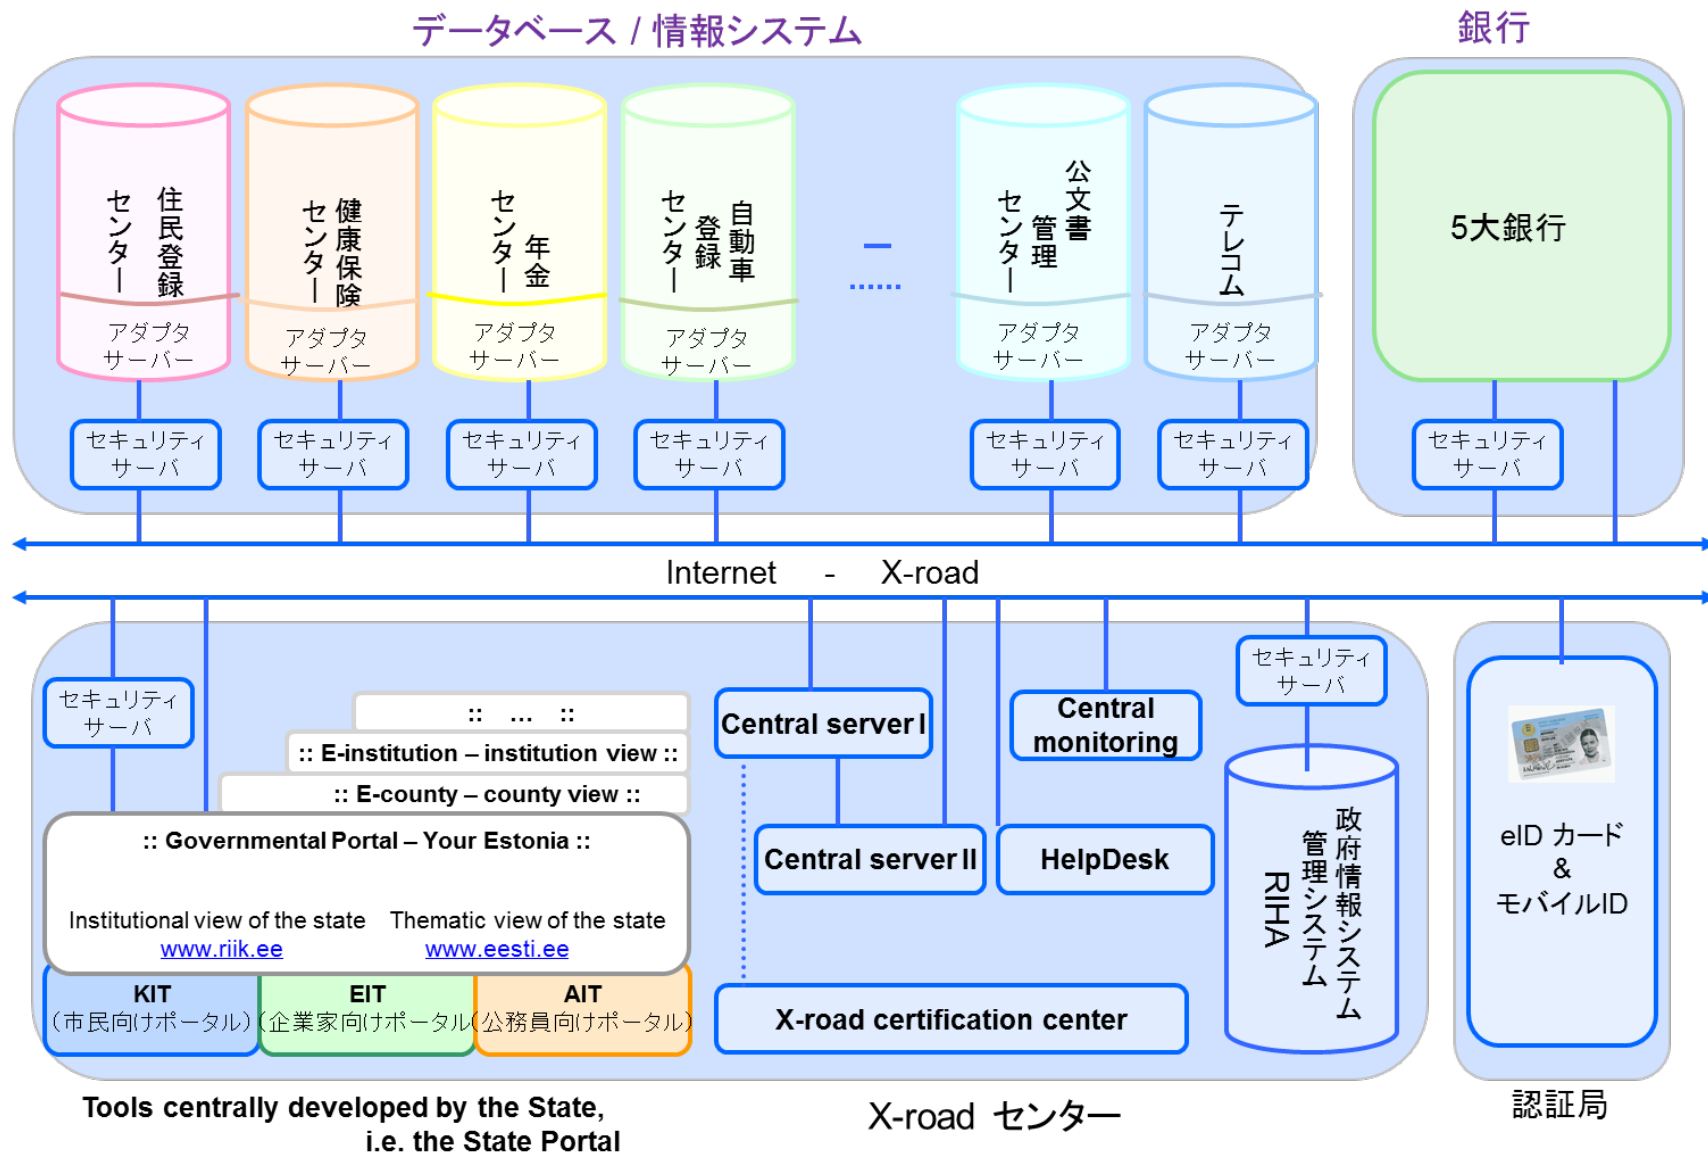 データベース / 情報システム
銀行
住民登録
センター
健康保険
センター
年金
センター
自動車
登録
センター
–
……
公文書
管理
センター
テレコム
5大銀行
アダプタ
サーバー
アダプタ
サーバー
アダプタ
サーバー
アダプタ
サーバー
アダプタ
サーバー
アダプタ
サーバー
セキュリティ
サーバ
セキュリティ
サーバ
セキュリティ
サーバ
セキュリティ
サーバ
セキュリティ
サーバ
セキュリティ
サーバ
セキュリティ
サーバ
Internet - X-road
セキュリティ
サーバ
:: … ::
:: E-institution – institution view ::
:: E-county – county view ::
:: Governmental Portal – Your Estonia ::
Institutional view of the state
www.riik.ee
Thematic view of the state
www.eesti.ee
KIT
(市民向けポータル)
EIT
(企業家向けポータル
AIT
(公務員向けポータル)
Central server I
Central
monitoring
Central server II
HelpDesk
X-road certification center
セキュリティ
サーバ
政府情報システム
管理システム
RIHA
eID カード
&
モバイルID
Tools centrally developed by the State,
i.e. the State Portal
X-road センター
認証局